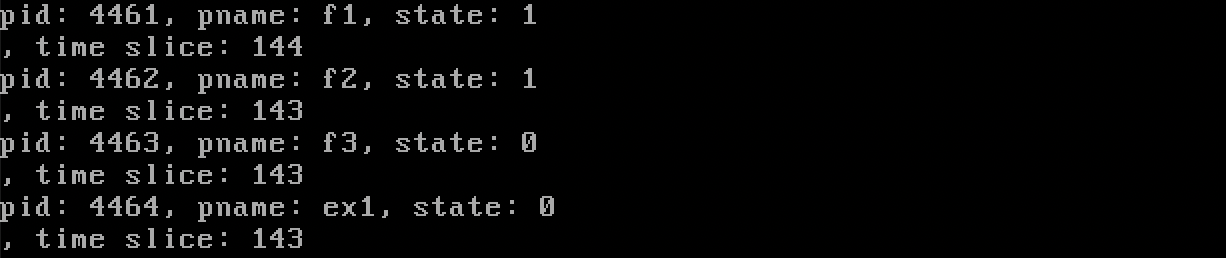 pid: 4461, pname: f1, state: 1
, time slice: 144
pid: 4462, pname: f2, state: 1
, time slice: 143
pid: 4463, pname: f3, state: 0
, time slice: 143
pid: 4464, pname: ex1, state: 0
, time slice: 143